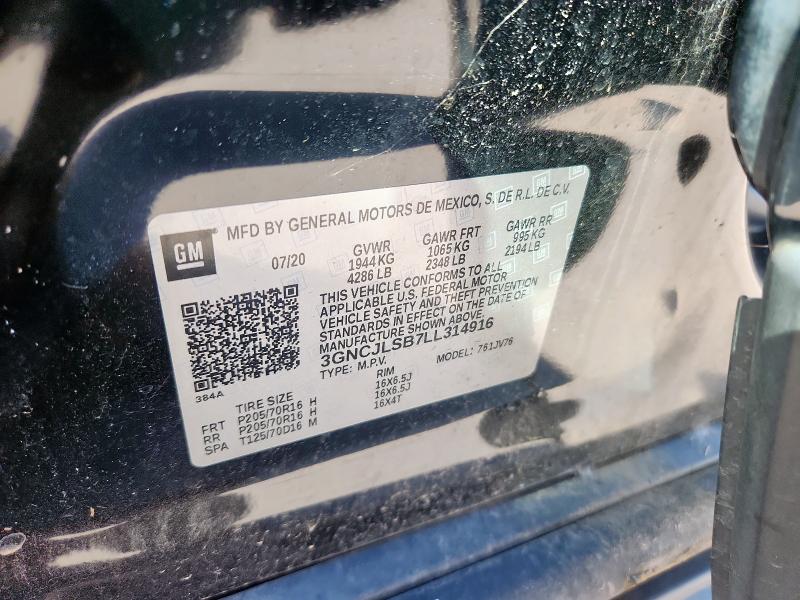 GM
MFD BY GENERAL MOTORS DE MEXICO, S. DE R.L. DE C.V.
07/20 GVWR GAWR FRT GAWR RR
1944 KG 1065 KG 995 KG
4286 LB 2348 LB 2194 LB
THIS VEHICLE CONFORMS TO ALL
APPLICABLE U.S. FEDERAL MOTOR
VEHICLE SAFETY AND THEFT PREVENTION
STANDARDS IN EFFECT ON THE DATE OF
MANUFACTURE SHOWN ABOVE.
3GNCJLSB7LL314916
TYPE: M.P.V. MODEL: 761JV76
384A
TIRE SIZE RIM
FRT P205/70R16 H 16X6.5J
RR P205/70R16 H 16X6.5J
SPA T125/70D16 M 16X4T